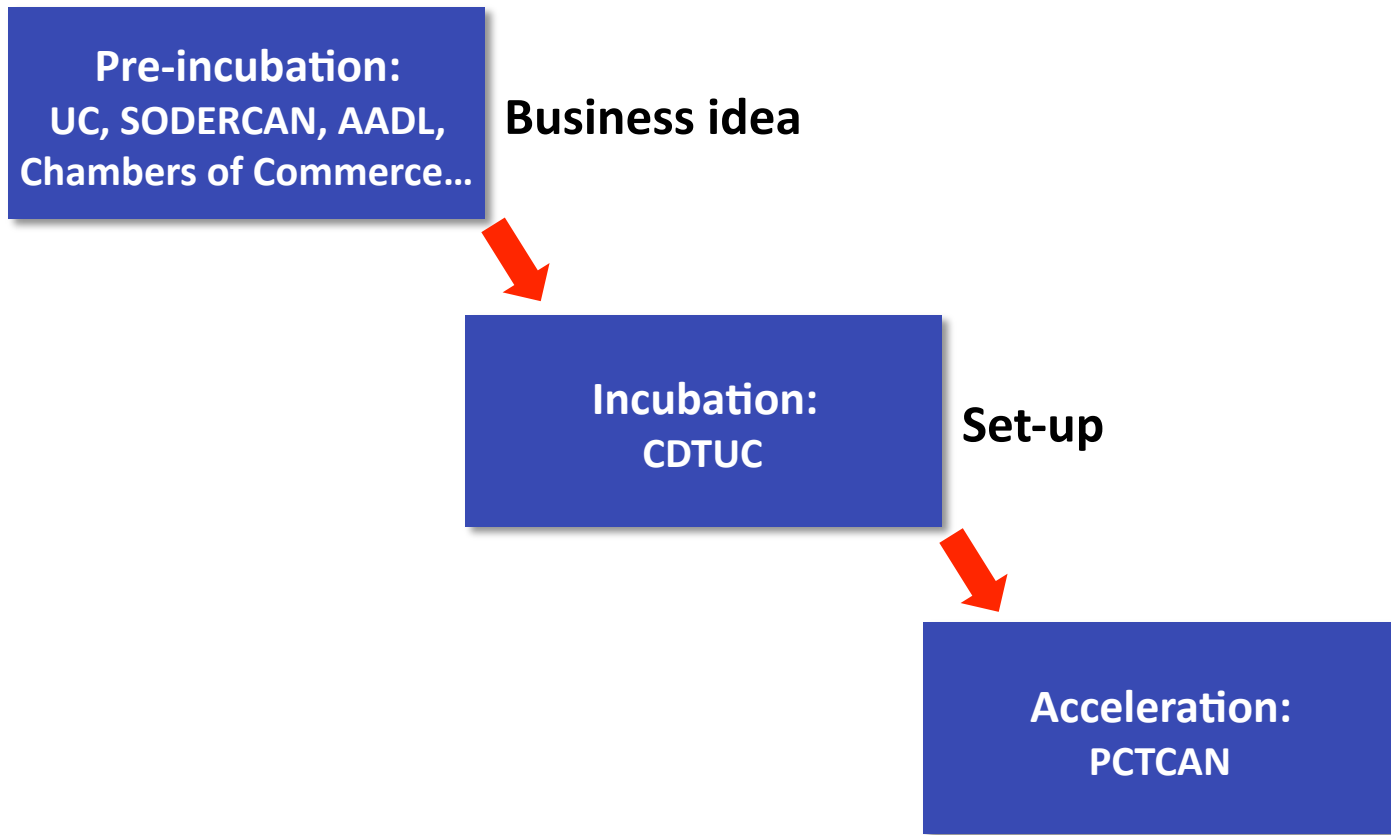 Pre-incubation:
UC, SODERCAN, AADL,
Chambers of Commerce…
Business idea
Incubation:
CDTUC
Set-up
Acceleration:
PCTCAN